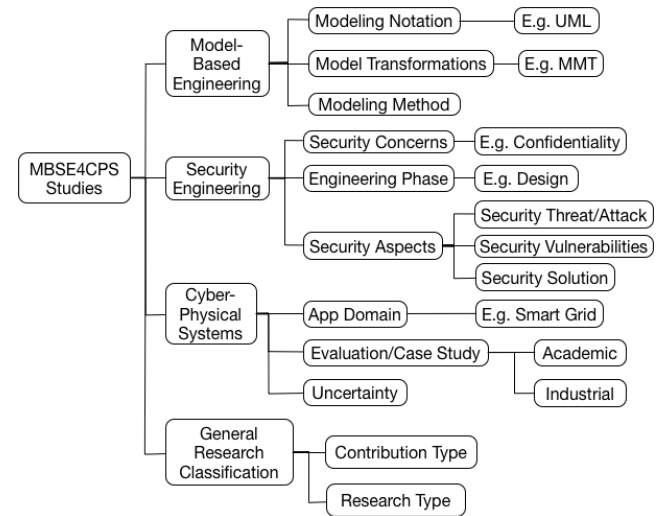 MBSE4CPS
Studies
Model-
Based
Engineering
Modeling Notation
E.g. UML
Model Transformations
E.g. MMT
Modeling Method
Security
Engineering
Security Concerns
E.g. Confidentiality
Engineering Phase
E.g. Design
Security Aspects
Security Threat/Attack
Security Vulnerabilities
Security Solution
Cyber-
Physical
Systems
App Domain
E.g. Smart Grid
Evaluation/Case Study
Academic
Industrial
Uncertainty
General
Research
Classification
Contribution Type
Research Type